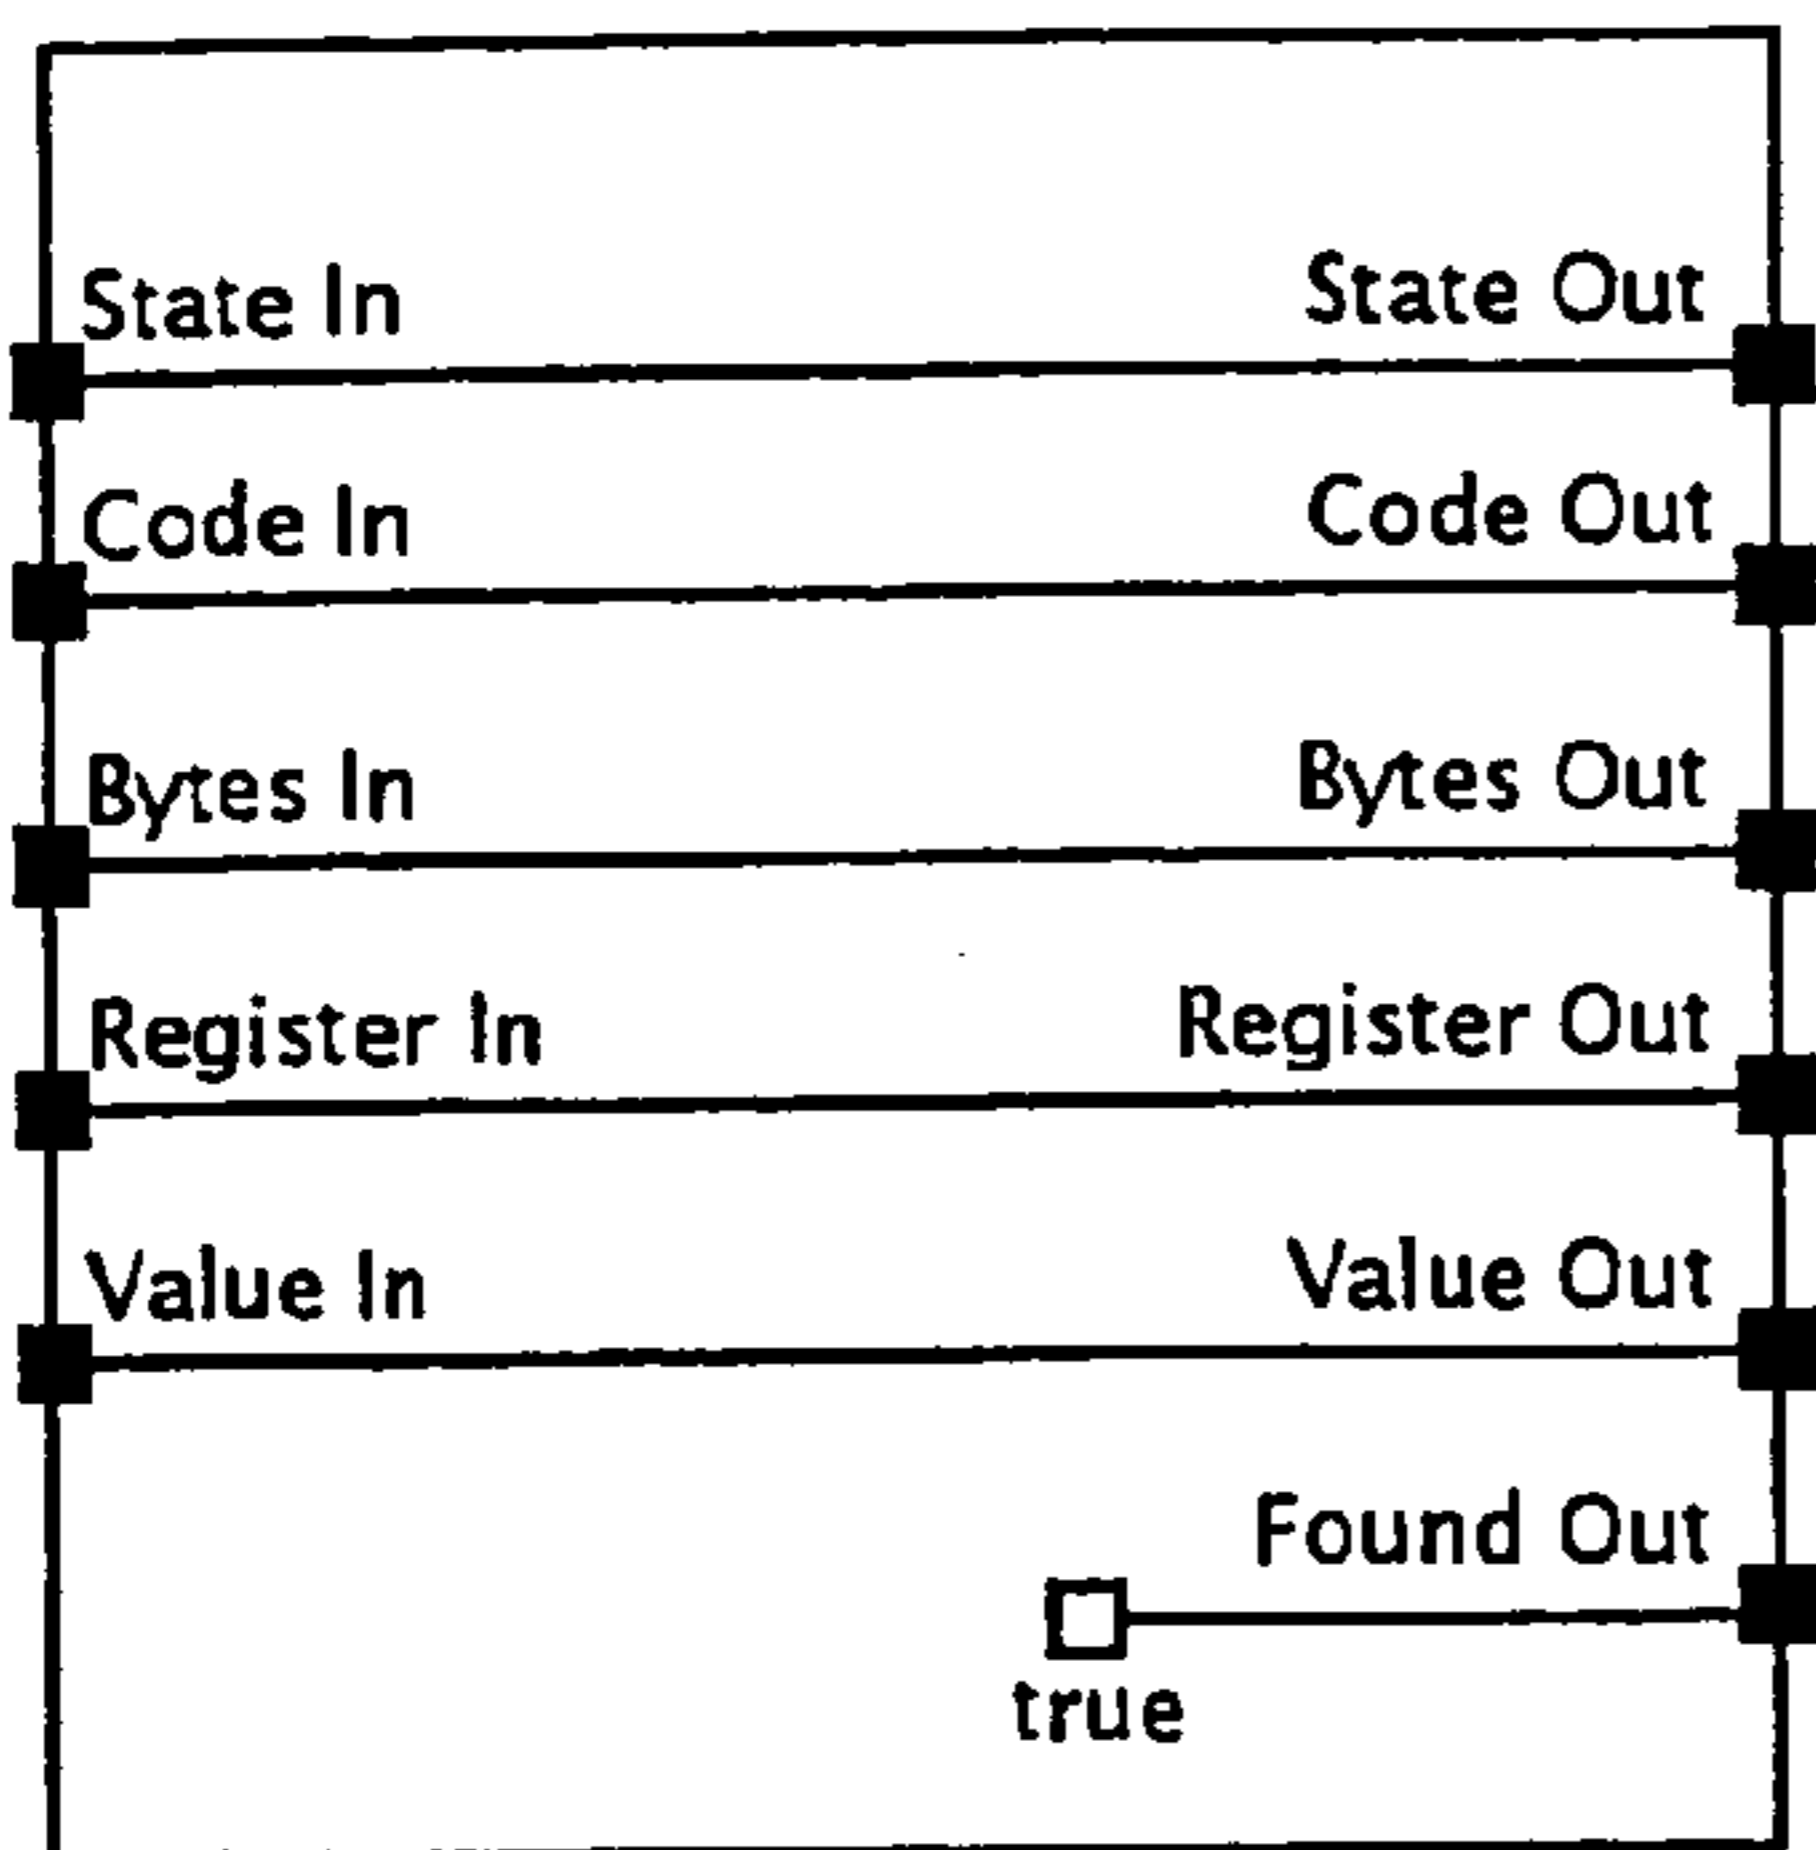 State In
State Out
Code In
Code Out
Bytes In
Bytes Out
Register In
Register Out
Value In
Value Out
Found Out
true